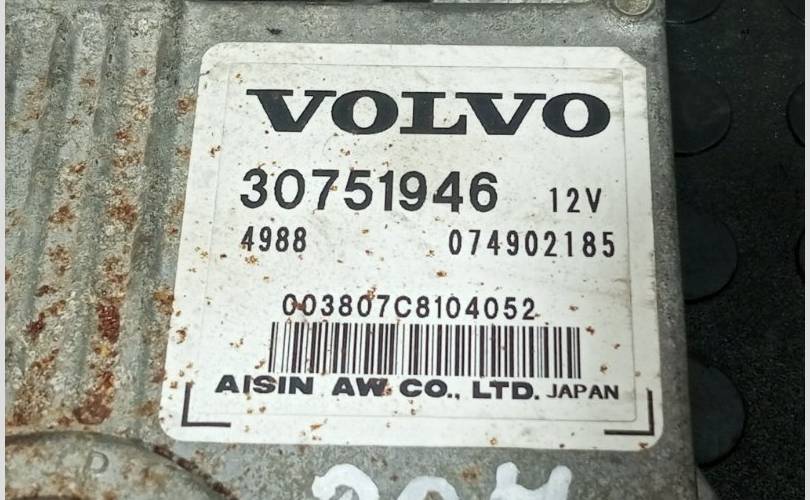 VOLVO
30751946 12V
4988 074902185
003807C8104052
AISIN AW CO., LTD. JAPAN
P